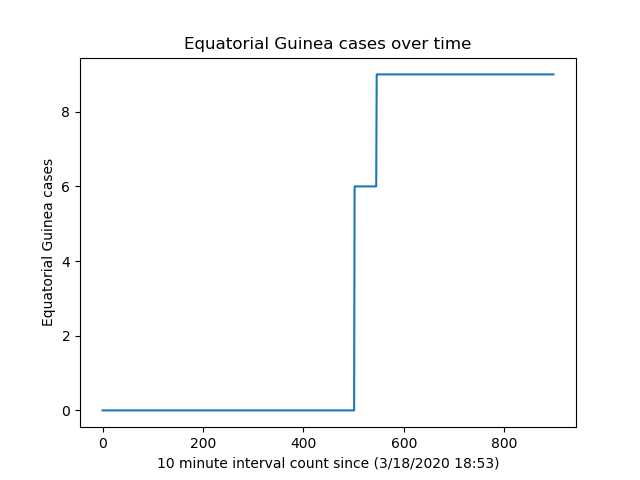 Equatorial Guinea cases over time
8
6
4
2
0
Equatorial Guinea cases
0 200 400 600 800
10 minute interval count since (3/18/2020 18:53)